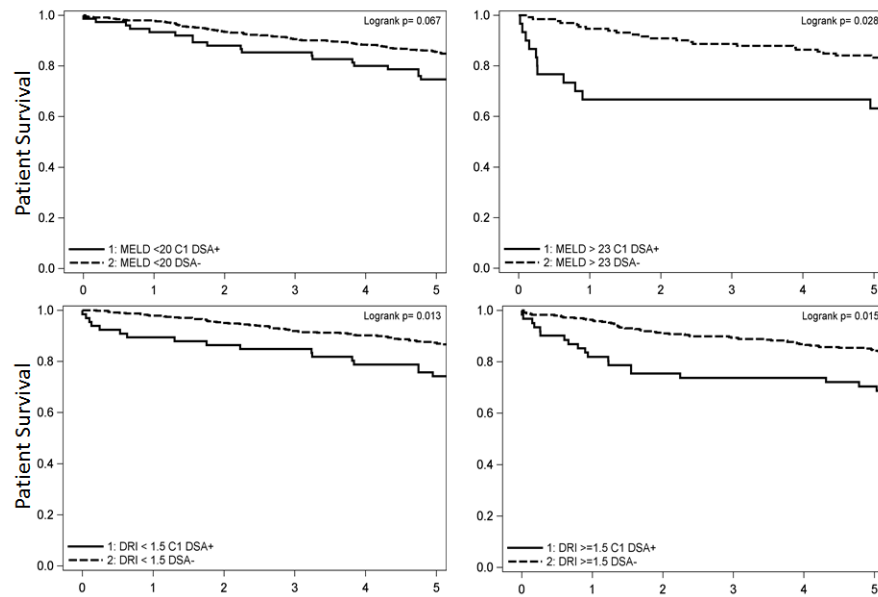 Patient Survival
1.0
0.8
0.6
0.4
0.2
0.0
Logrank p= 0.067
1: MELD <20 C1 DSA+
2: MELD <20 DSA-
0 1 2 3 4 5
1.0
0.8
0.6
0.4
0.2
0.0
Logrank p= 0.028
1: MELD > 23 C1 DSA+
2: MELD > 23 DSA-
0 1 2 3 4 5
Patient Survival
1.0
0.8
0.6
0.4
0.2
0.0
Logrank p= 0.013
1: DRI < 1.5 C1 DSA+
2: DRI < 1.5 DSA-
0 1 2 3 4 5
1.0
0.8
0.6
0.4
0.2
0.0
Logrank p= 0.015
1: DRI >=1.5 C1 DSA+
2: DRI >=1.5 DSA-
0 1 2 3 4 5